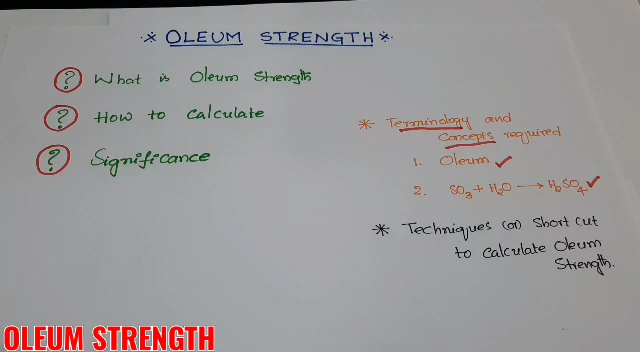 * OLEUM STRENGTH *
? What is Oleum Strength
? How to calculate
? Significance
* Terminology and
Concepts required
1. Oleum ✓
2. SO₃ + H₂O → H₂SO₄ ✓
* Techniques (or) Short cut
to calculate Oleum
Strength.
OLEUM STRENGTH